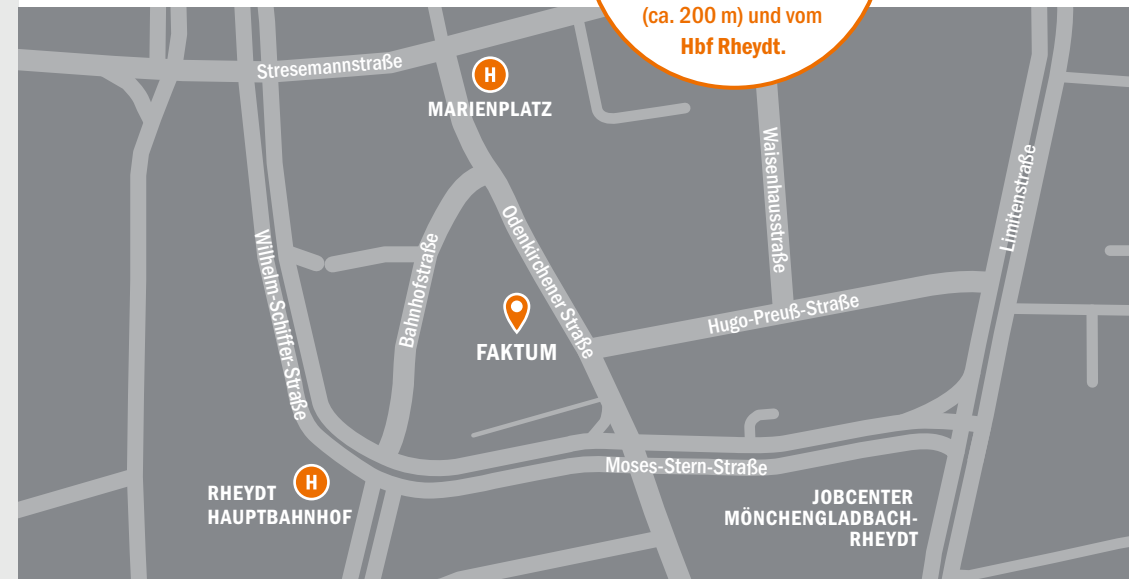 (ca. 200 m) und vom
Hbf Rheydt.
Stresemannstraße
H
MARIENPLATZ
Waisenhausstraße
Limitenstraße
Odenkirchener Straße
Wilhelm-Schiffer-Straße
Bahnhofstraße
Hugo-Preuß-Straße
FAKTUM
Moses-Stern-Straße
H
RHEYDT
HAUPTBAHNHOF
JOBCENTER
MÖNCHENGLADBACH-
RHEYDT